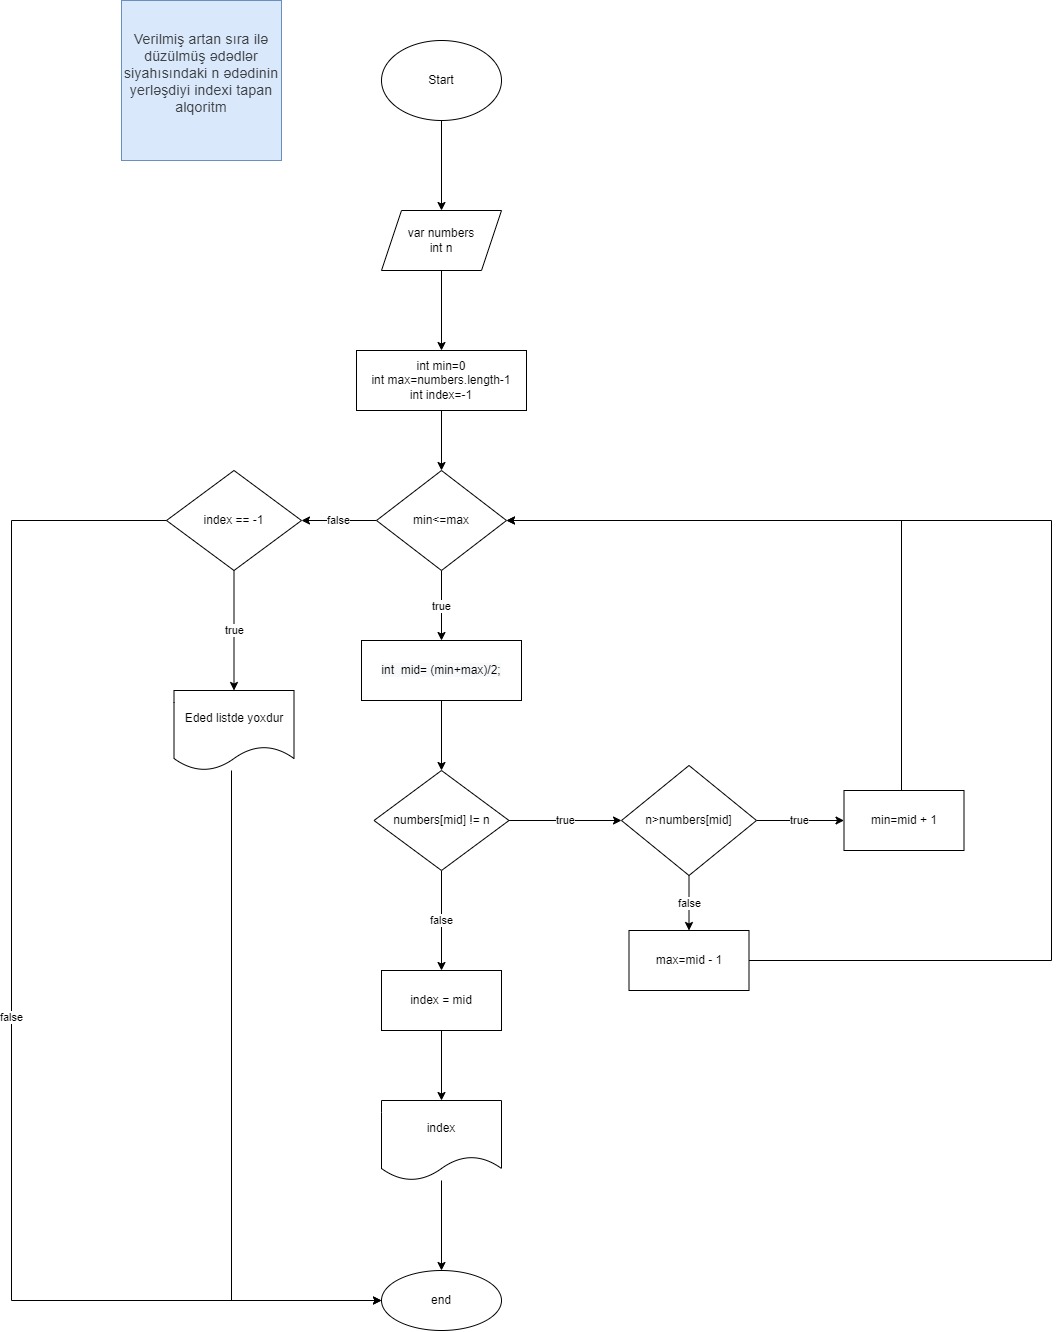 Verilmiş artan sıra ilə
düzülmüş ədədlər
siyahısındaki n ədədinin
yerləşdiyi indexi tapan
alqoritm
Start
var numbers
int n
int min=0
int max=numbers.length-1
int index=-1
index == -1
false
min<=max
true
true
int  mid= (min+max)/2;
Eded listde yoxdur
numbers[mid] != n
true
n>numbers[mid]
true
min=mid + 1
false
false
max=mid - 1
index = mid
false
index
end